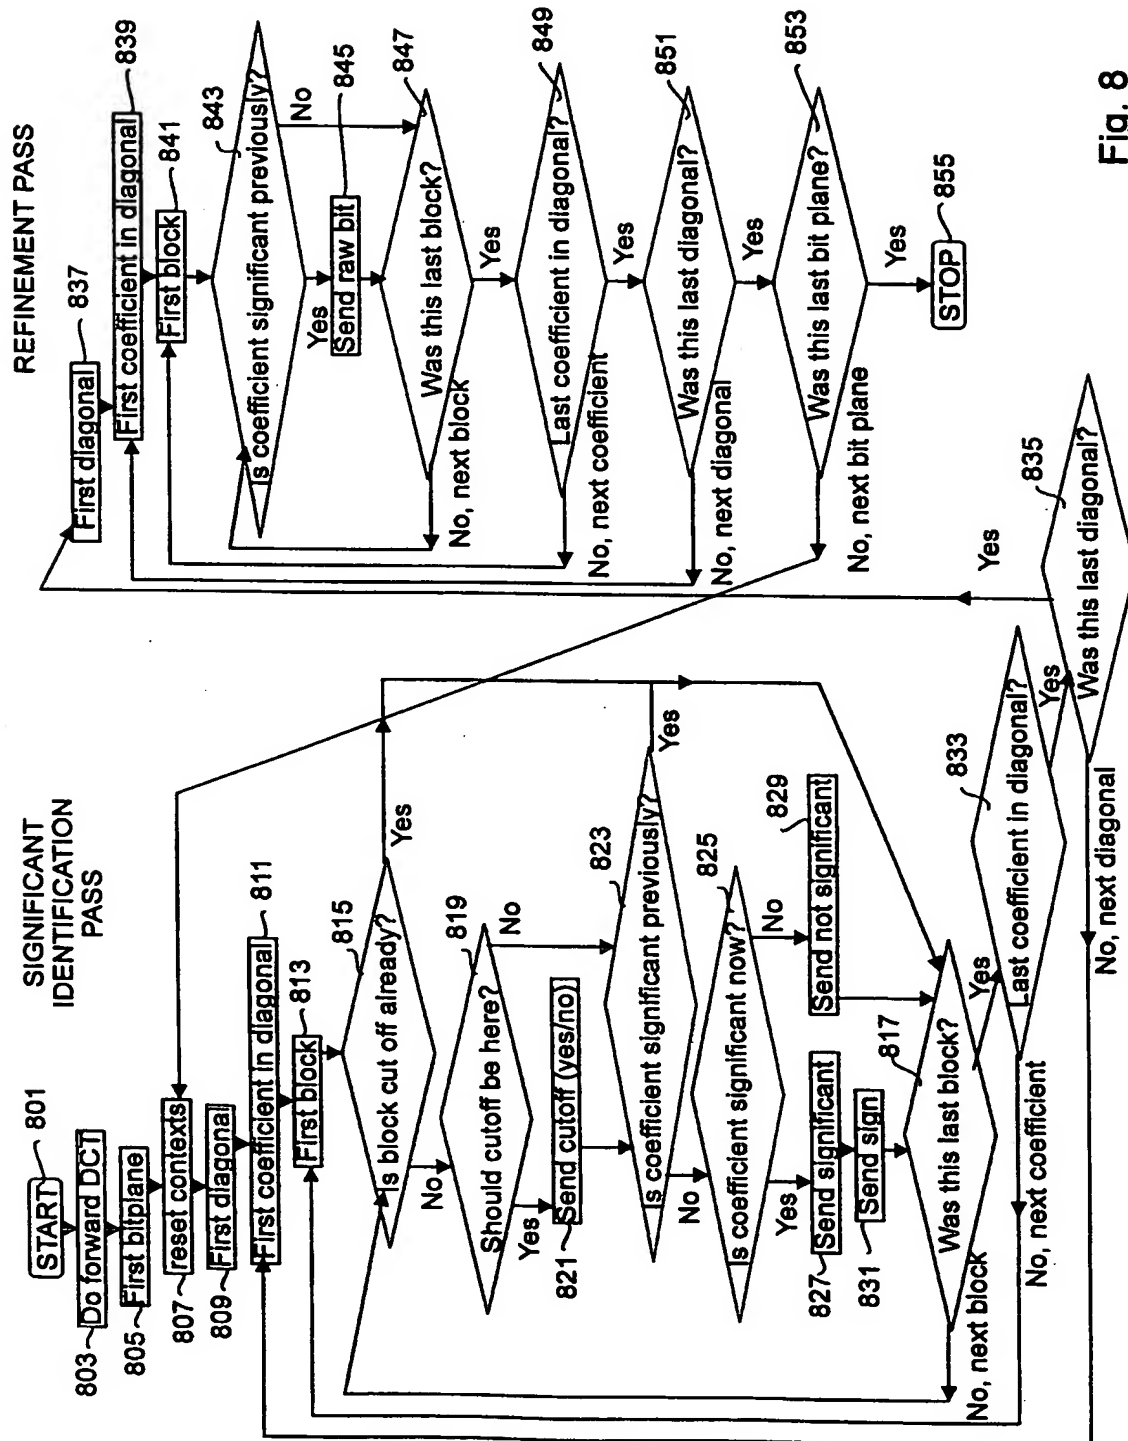 SIGNIFICANT
IDENTIFICATION
PASS
START
801
803
Do forward DCT
805
First bitplane
807
reset contexts
809
First diagonal
First coefficient in diagonal
811
First block
813
Is block cut off already?
815
Yes
No
Should cutoff be here?
819
No
Yes
Send cutoff (yes/no)
821
Is coefficient significant previously?
823
Yes
No
Is coefficient significant now?
825
No
Yes
Send not significant
829
Send significant
827
Send sign
831
Was this last block?
817
Yes
No, next block
Last coefficient in diagonal?
833
Yes
No, next coefficient
Was this last diagonal?
835
Yes
No, next diagonal
REFINEMENT PASS
First diagonal
837
First coefficient in diagonal
839
First block
841
Is coefficient significant previously?
843
No
Yes
Send raw bit
845
Was this last block?
847
Yes
No, next block
Last coefficient in diagonal?
849
Yes
No, next coefficient
Was this last diagonal?
851
Yes
No, next diagonal
Was this last bit plane?
853
Yes
No, next bit plane
STOP
855
Fig. 8